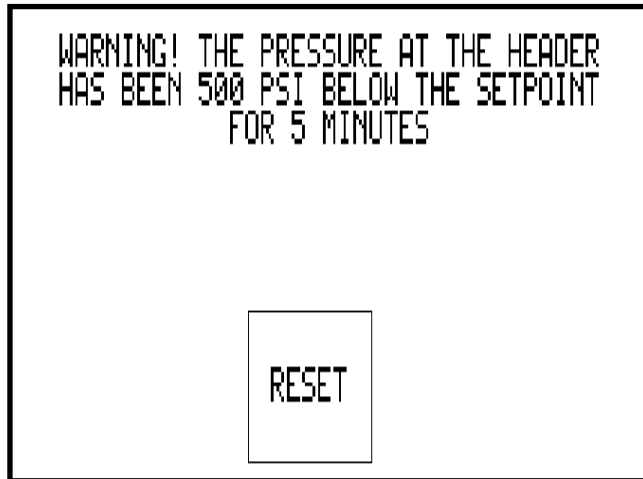 WARNING! THE PRESSURE AT THE HEADER
HAS BEEN 500 PSI BELOW THE SETPOINT
FOR 5 MINUTES
RESET